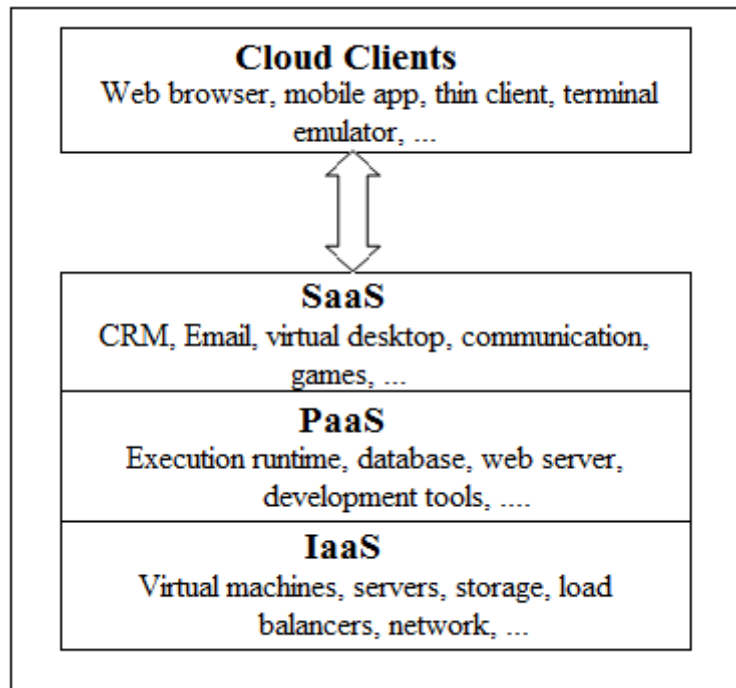 Cloud Clients
Web browser, mobile app, thin client, terminal
emulator, ...
SaaS
CRM, Email, virtual desktop, communication,
games, ...
PaaS
Execution runtime, database, web server,
development tools, ....
IaaS
Virtual machines, servers, storage, load
balancers, network, ...